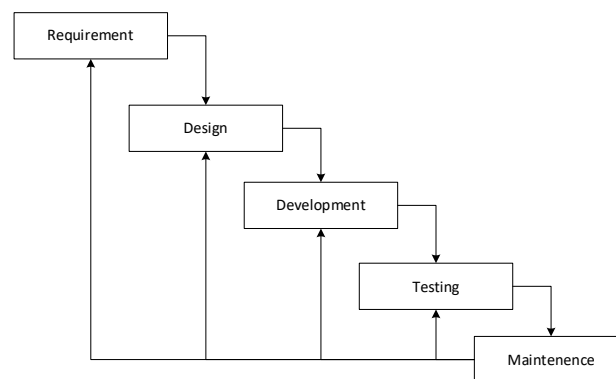 Requirement
Design
Development
Testing
Maintenence